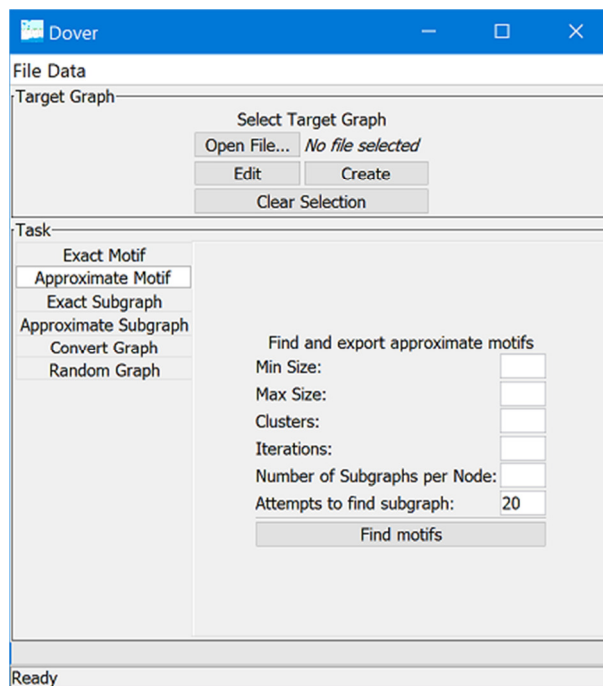 Dover
File Data
Target Graph
Select Target Graph
Open File... No file selected
Edit Create
Clear Selection
Task
Exact Motif
Approximate Motif
Exact Subgraph
Approximate Subgraph
Convert Graph
Random Graph
Find and export approximate motifs
Min Size:
Max Size:
Clusters:
Iterations:
Number of Subgraphs per Node:
Attempts to find subgraph: 20
Find motifs
Ready